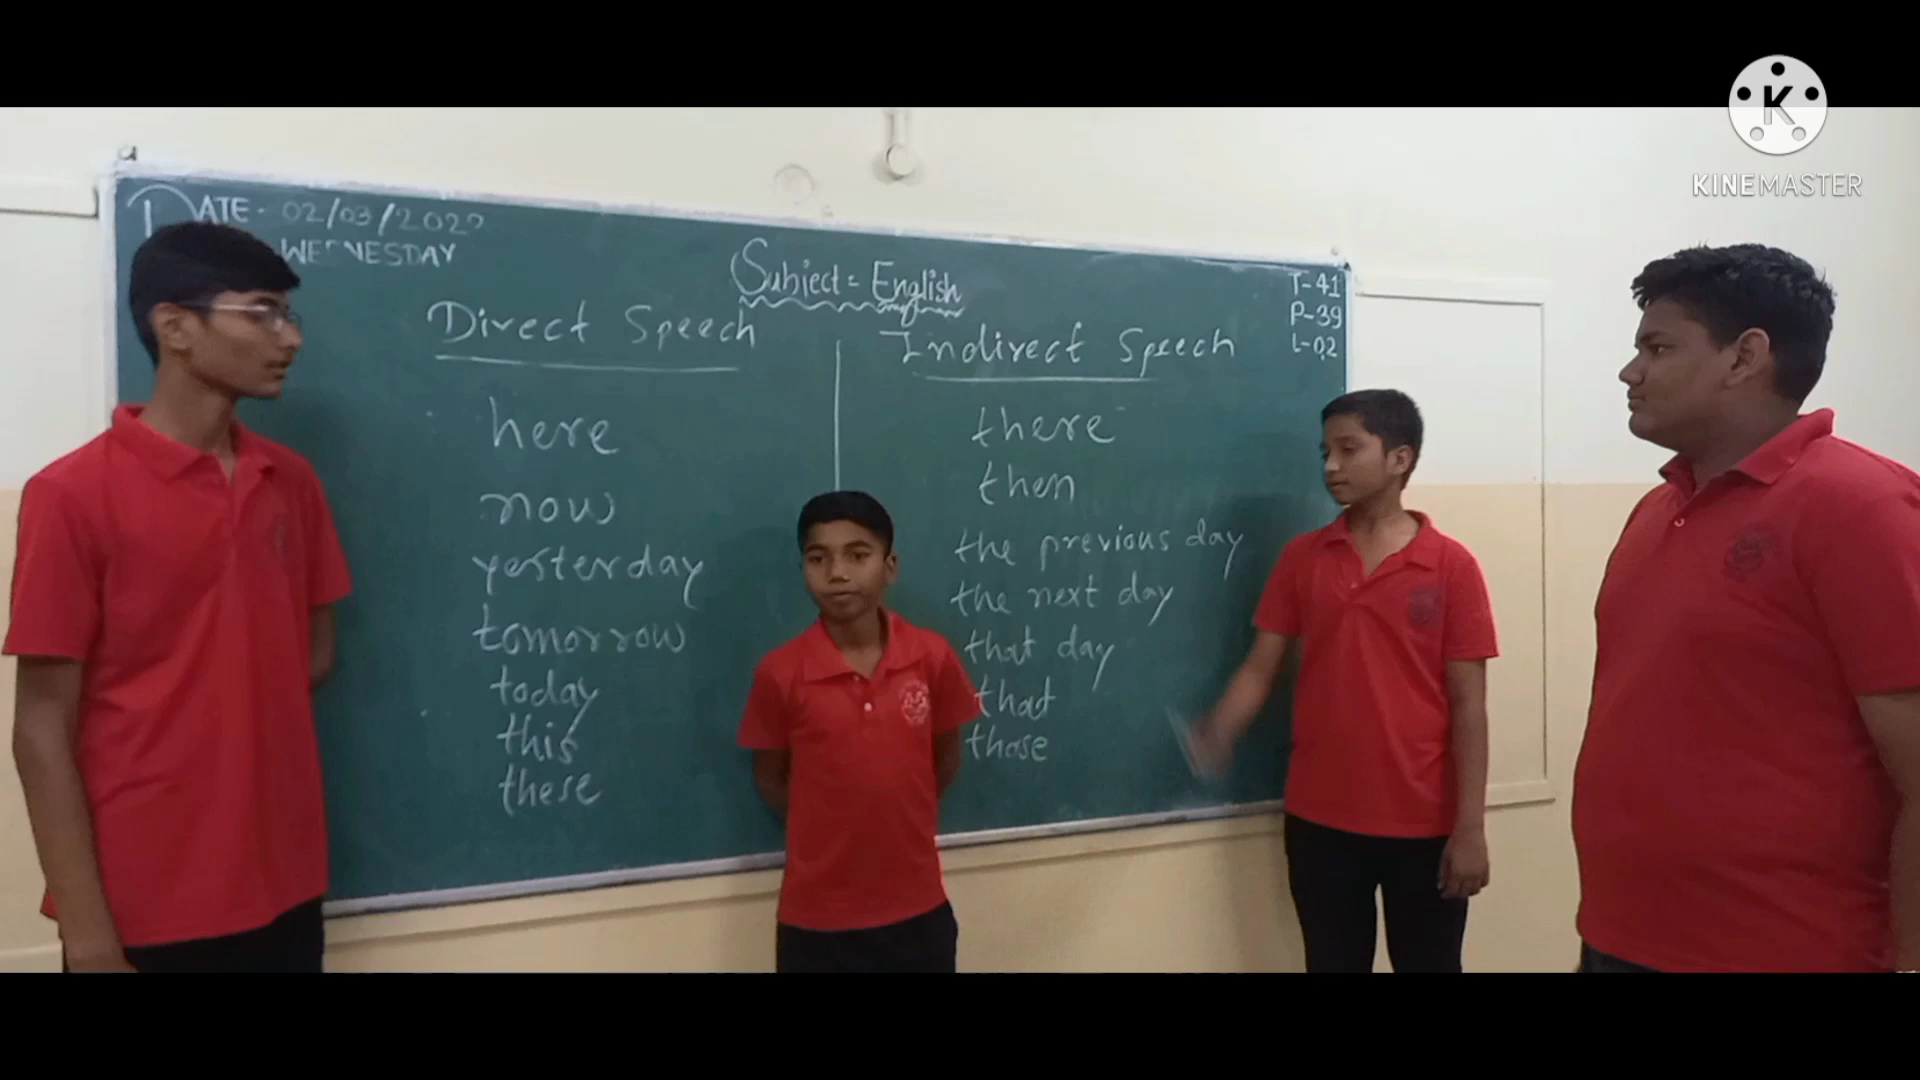 DATE - 02/03/2022
WEDNESDAY
Subject = English
T-41
P-39
L-02
Direct Speech
Indirect Speech
here
there
now
then
yesterday
the previous day
tomorrow
the next day
today
that day
this
that
these
those
K
KINEMASTER